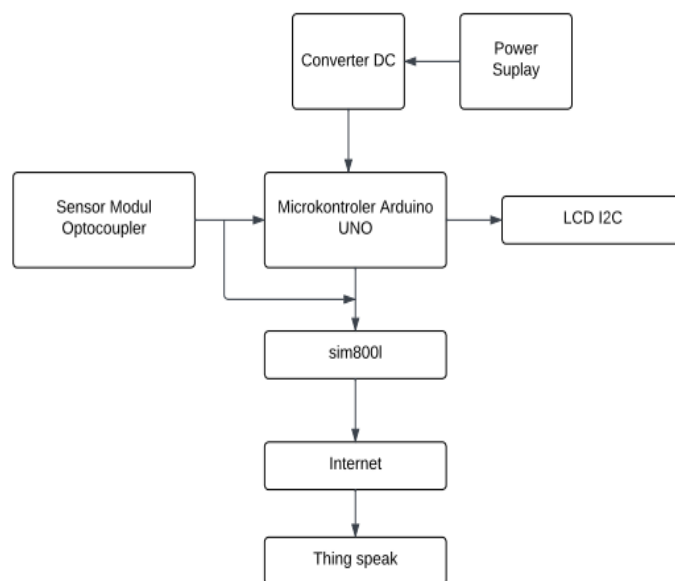 Converter DC
Power
Suplay
Sensor Modul
Optocoupler
Microkontroler Arduino
UNO
LCD I2C
sim800l
Internet
Thing speak